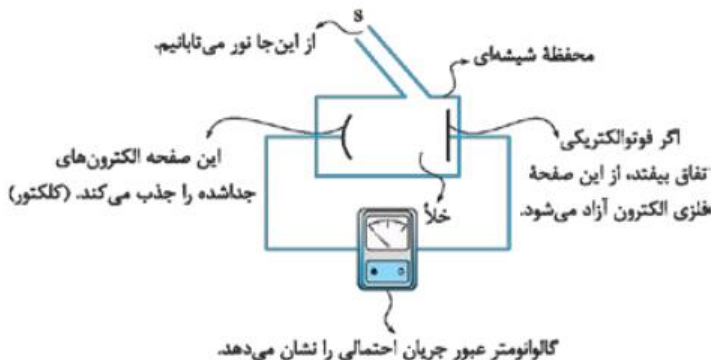 S
از این‌جا نور می‌تابانیم.
محفظهٔ شیشه‌ای
اگر فوتوالکتریکی
تفاق بیفتد، از این صفحهٔ
فلزی الکترون آزاد می‌شود.
این صفحه الکترون‌های
جداشده را جذب می‌کند. (کلکتور)
خلأ
گالوانومتر عبور جریان احتمالی را نشان می‌دهد.